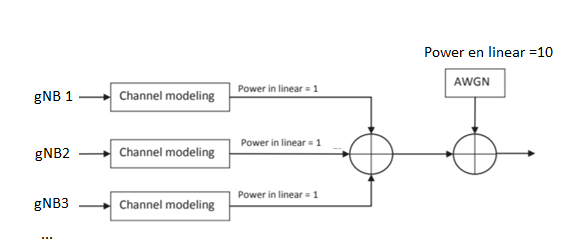 Power en linear =10
AWGN
gNB 1
Channel modeling
Power in linear = 1
gNB2
Channel modeling
Power in linear = 1
gNB3
Channel modeling
Power in linear = 1
...